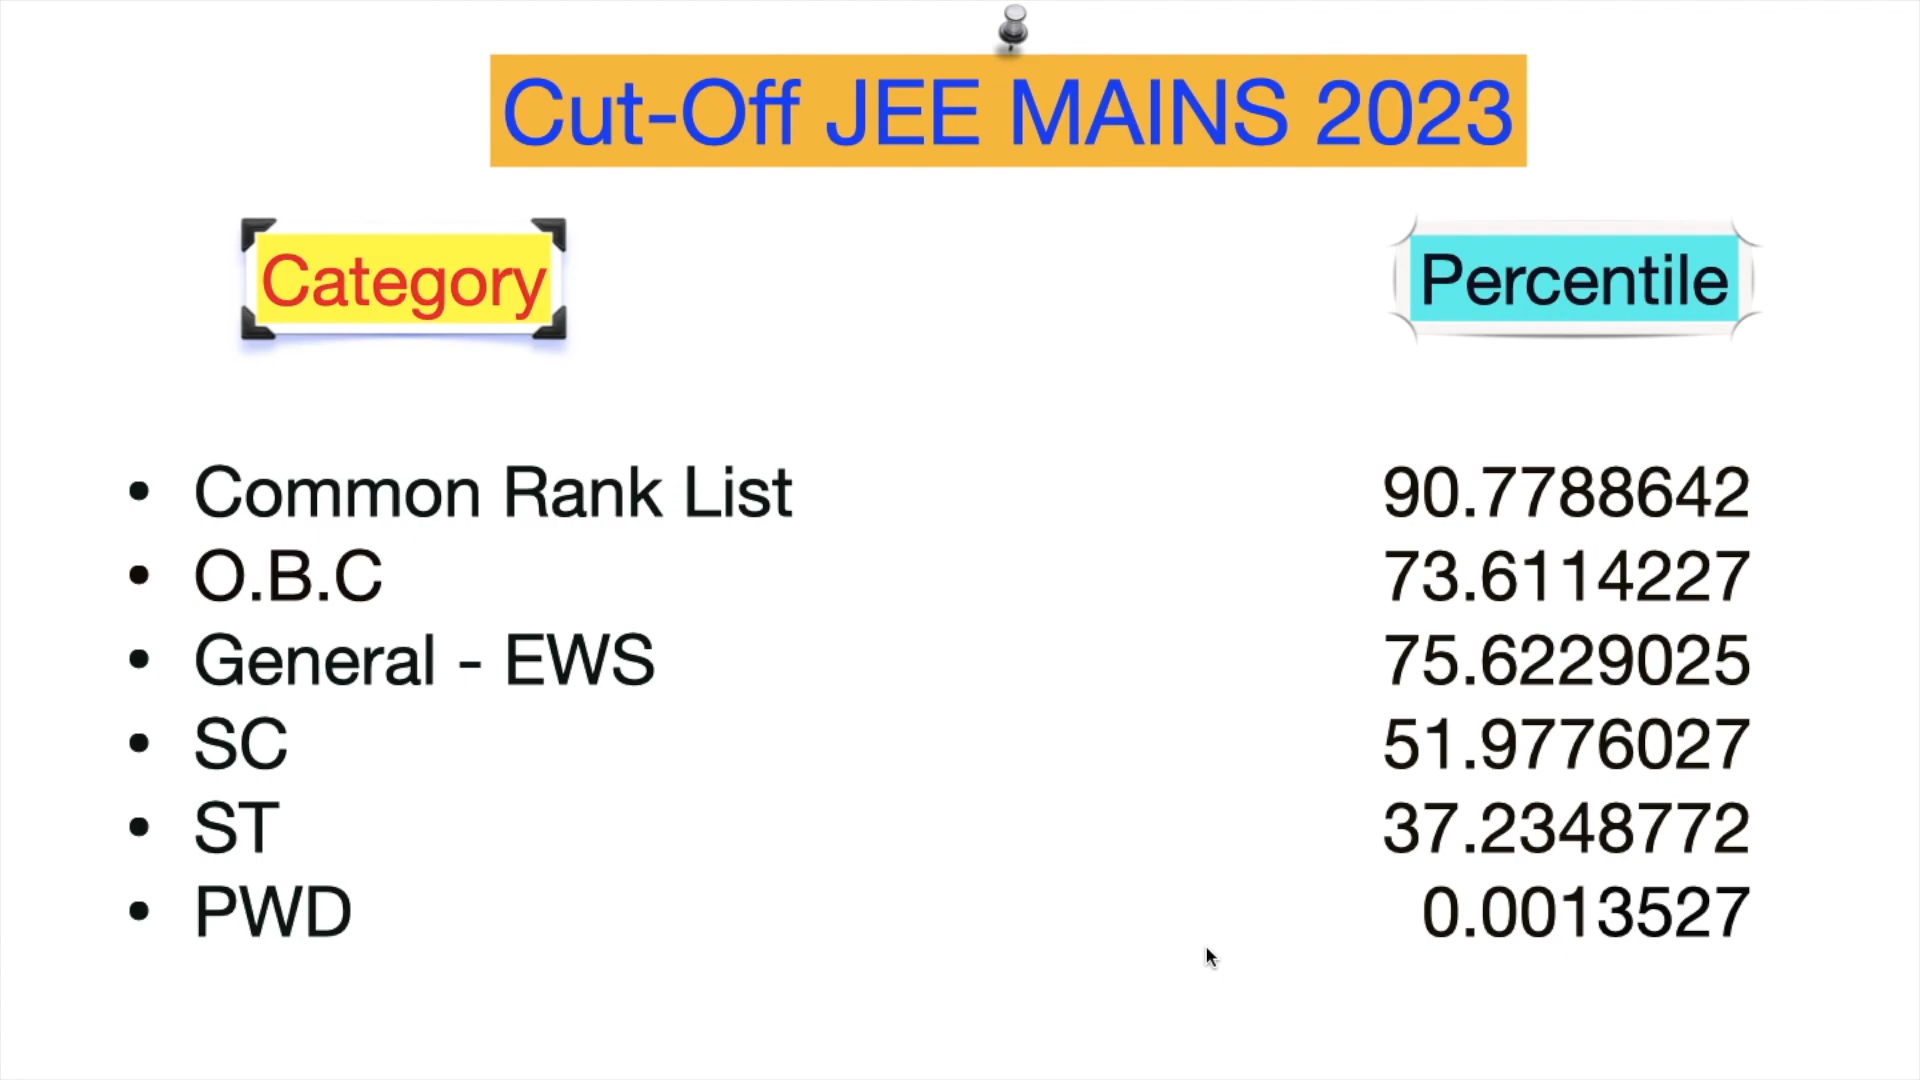 Cut-Off JEE MAINS 2023
Category Percentile
• Common Rank List 90.7788642
• O.B.C 73.6114227
• General - EWS 75.6229025
• SC 51.9776027
• ST 37.2348772
• PWD 0.0013527